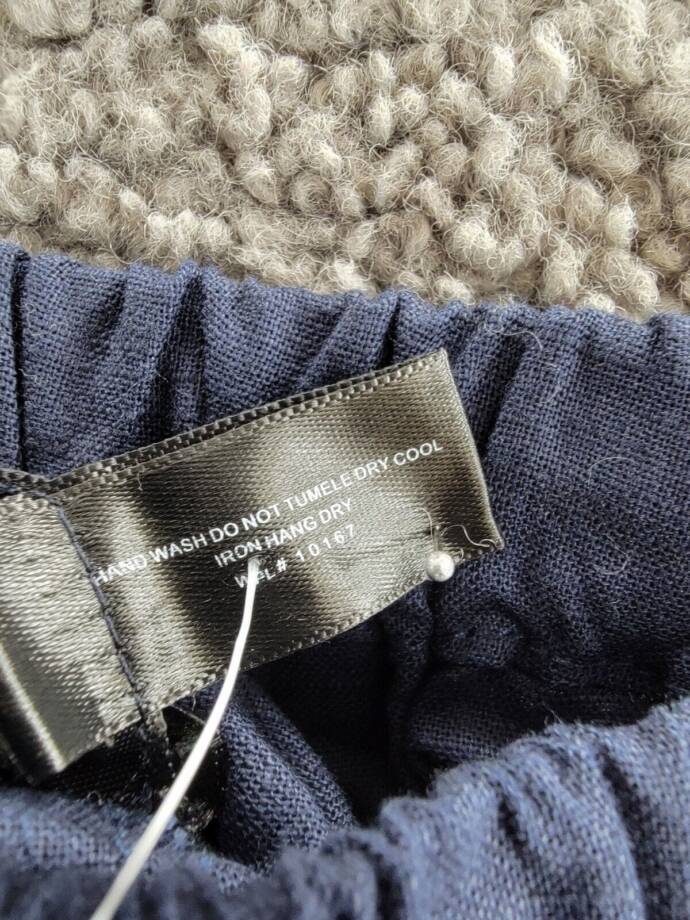 HAND WASH DO NOT TUMELE DRY COOL
IRON HANG DRY
WPL# 10167